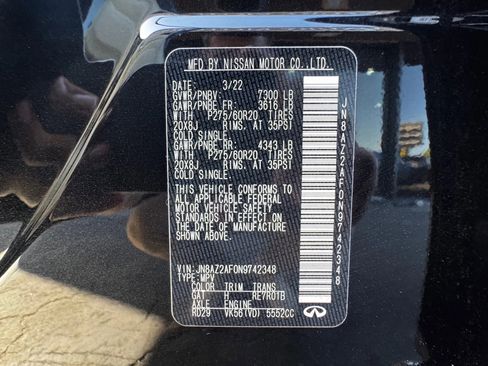 MFD BY NISSAN MOTOR CO.,LTD.
3/22
GVWR/PNBV: 7300 LB
GAWR/PNBE FR: 3616 LB
WITH P275/60R20 TIRES
20X8J RIMS, AT 35PSI
COLD SINGLE.
GAWR/PNBE RR: 4343 LB
WITH P275/60R20 TIRES
20X8J RIMS, AT 35PSI
COLD SINGLE.
THIS VEHICLE CONFORMS TO
ALL APPLICABLE FEDERAL
MOTOR VEHICLE SAFETY
STANDARDS IN EFFECT ON
THE DATE OF MANUFACTURE
SHOWN ABOVE.
VIN: JN8AZ2AF0N9742348
TYPE: MPV
COLOR TRIM TRANS
GAT H RE7R01B
AXLE ENGINE
RD29 VK56(VD) 5552CC
JN8AZ2AF0N9742348